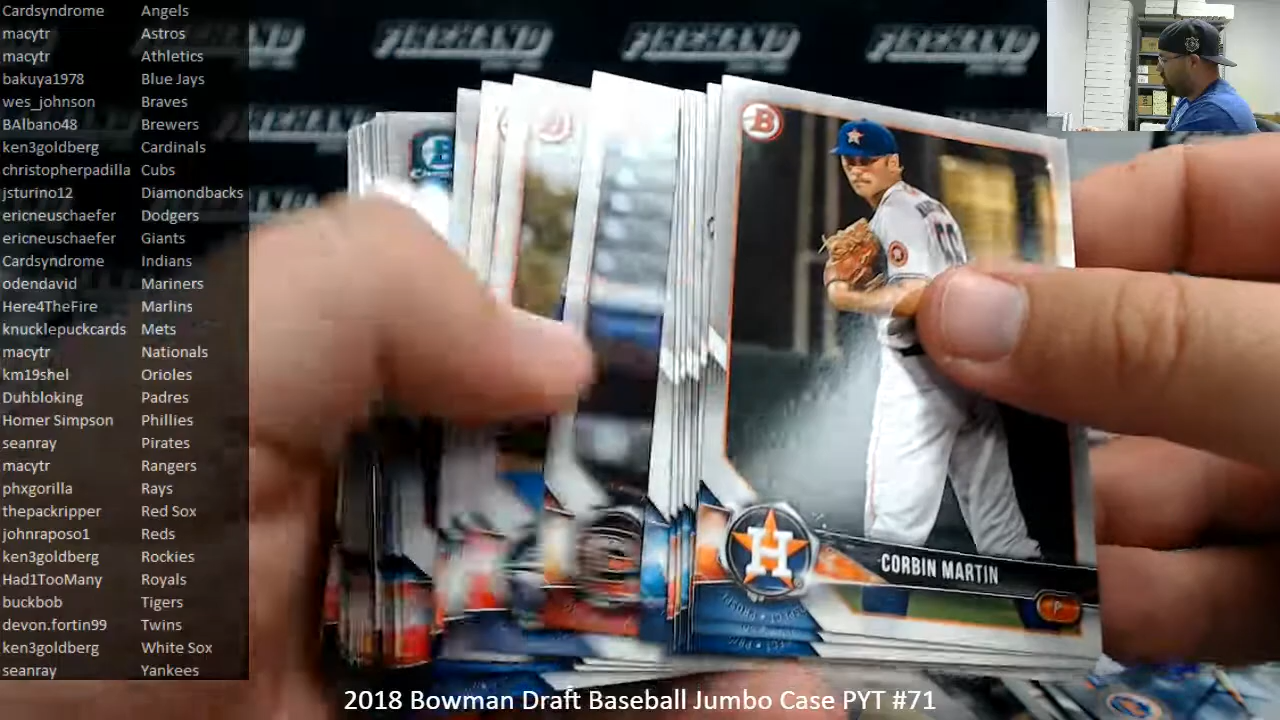 Cardsyndrome Angels
macytr Astros
macytr Athletics
bakuya1978 Blue Jays
wes_johnson Braves
BAlbano48 Brewers
ken3goldberg Cardinals
christopherpadilla Cubs
jsturino12 Diamondbacks
ericneuschaefer Dodgers
ericneuschaefer Giants
Cardsyndrome Indians
odendavid Mariners
Here4TheFire Marlins
knucklepuckcards Mets
macytr Nationals
km19shel Orioles
Duhbloking Padres
Homer Simpson Phillies
seanray Pirates
macytr Rangers
phxgorilla Rays
thepackripper Red Sox
johnraposo1 Reds
ken3goldberg Rockies
Had1TooMany Royals
buckbob Tigers
devon.fortin99 Twins
ken3goldberg White Sox
seanray Yankees
FIREHAND FIREHAND FIREHAND
B
H
CORBIN MARTIN
P
2018 Bowman Draft Baseball Jumbo Case PYT #71